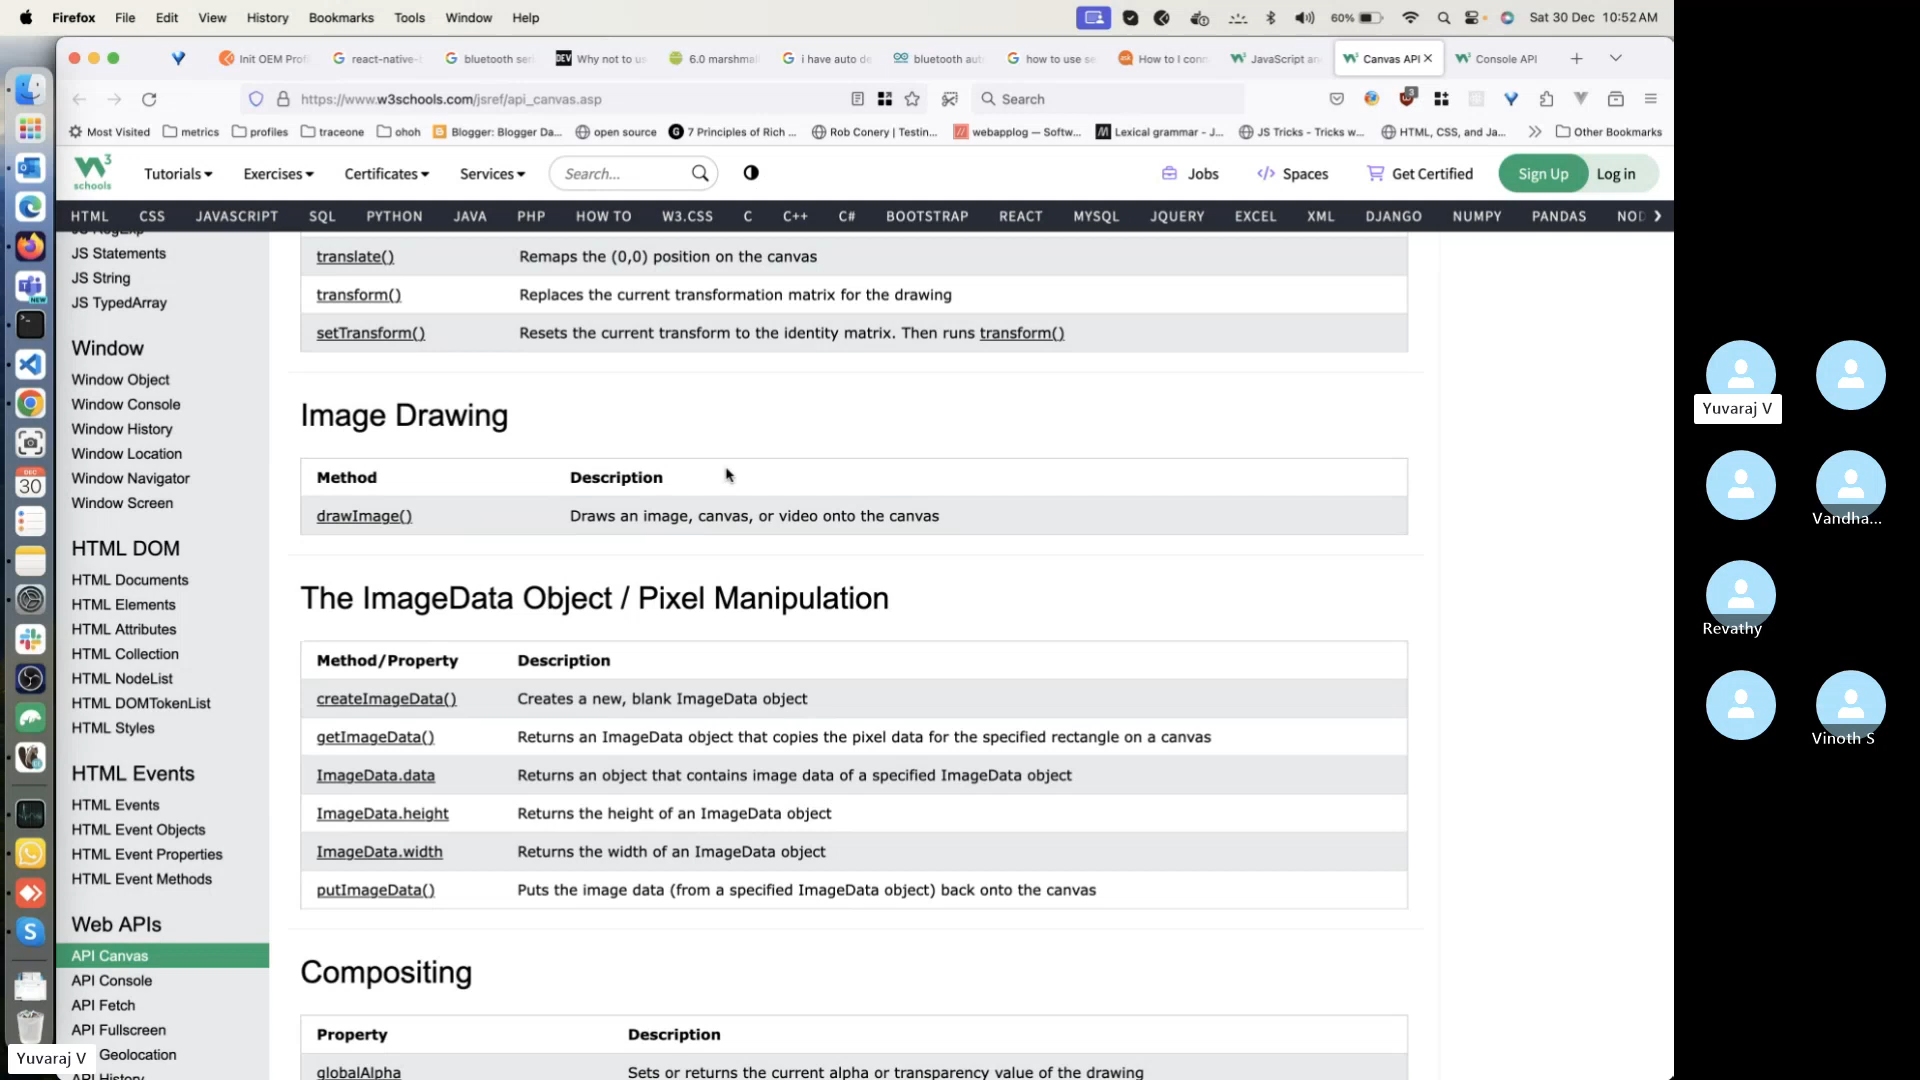 Firefox File Edit View History Bookmarks Tools Window Help 60% Sat 30 Dec 10:52 AM
Init OEM Prof react-native- bluetooth seri DEV Why not to us 6.0 marshmal i have auto de bluetooth aut how to use se How to I conn JavaScript an Canvas API Console API
https://www.w3schools.com/jsref/api_canvas.asp Search 3
Most Visited metrics profiles traceone ohoh Blogger: Blogger Da... open source 7 Principles of Rich ... Rob Conery | Testin... webapplog — Softw... Lexical grammar - J... JS Tricks - Tricks w... HTML, CSS, and Ja... Other Bookmarks
W3 schools Tutorials Exercises Certificates Services Search... Jobs Spaces Get Certified Sign Up Log in
HTML CSS JAVASCRIPT SQL PYTHON JAVA PHP HOW TO W3.CSS C C++ C# BOOTSTRAP REACT MYSQL JQUERY EXCEL XML DJANGO NUMPY PANDAS NOD
JS RegExp
JS Statements
JS String
JS TypedArray
Window
Window Object
Window Console
Window History
Window Location
Window Navigator
Window Screen
HTML DOM
HTML Documents
HTML Elements
HTML Attributes
HTML Collection
HTML NodeList
HTML DOMTokenList
HTML Styles
HTML Events
HTML Events
HTML Event Objects
HTML Event Properties
HTML Event Methods
Web APIs
API Canvas
API Console
API Fetch
API Fullscreen
Geolocation
API History
translate() Remaps the (0,0) position on the canvas
transform() Replaces the current transformation matrix for the drawing
setTransform() Resets the current transform to the identity matrix. Then runs transform()
Image Drawing
Method Description
drawImage() Draws an image, canvas, or video onto the canvas
The ImageData Object / Pixel Manipulation
Method/Property Description
createImageData() Creates a new, blank ImageData object
getImageData() Returns an ImageData object that copies the pixel data for the specified rectangle on a canvas
ImageData.data Returns an object that contains image data of a specified ImageData object
ImageData.height Returns the height of an ImageData object
ImageData.width Returns the width of an ImageData object
putImageData() Puts the image data (from a specified ImageData object) back onto the canvas
Compositing
Property Description
globalAlpha Sets or returns the current alpha or transparency value of the drawing
DEC
30
NEW
Yuvaraj V
Yuvaraj V
Vandha...
Revathy
Vinoth S